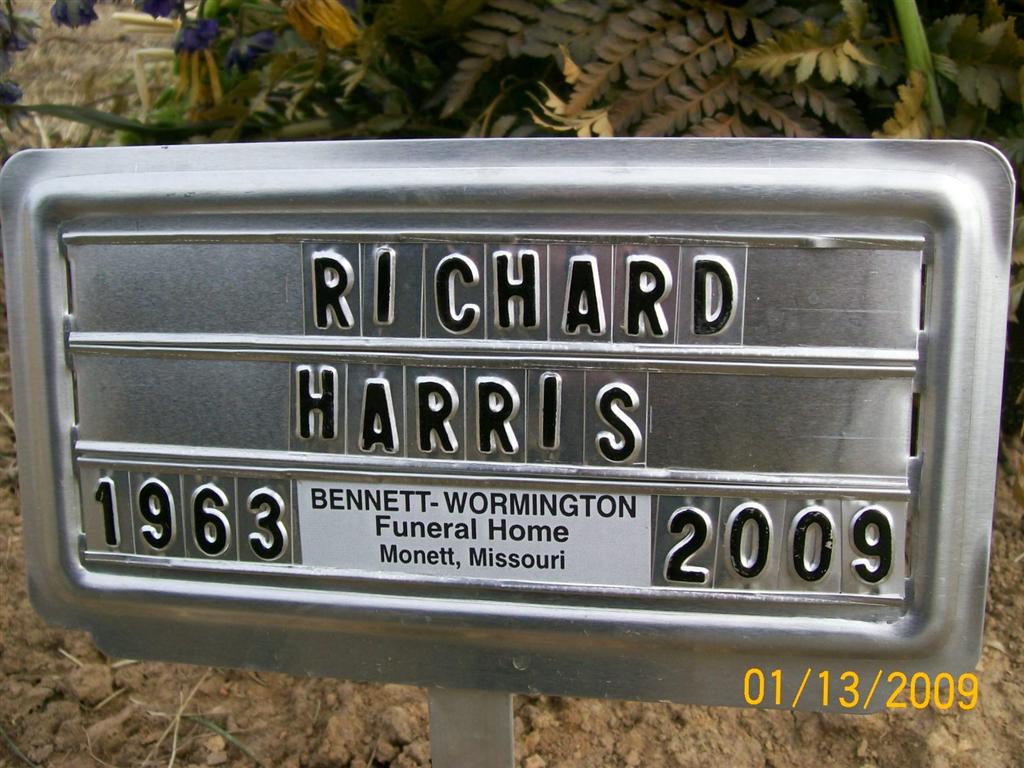 RICHARD
HARRIS
1963 BENNETT-WORMINGTON 2009
Funeral Home
Monett, Missouri
01/13/2009